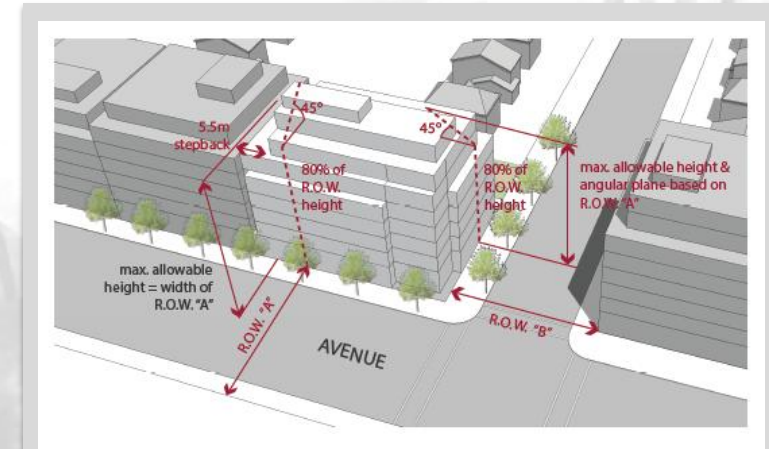 45°
5.5m
stepback
80% of
R.O.W.
height
45°
80% of
R.O.W.
height
max. allowable height &
angular plane based on
R.O.W. "A"
max. allowable
height = width of
R.O.W. "A"
R.O.W. "A"
R.O.W. "B"
AVENUE